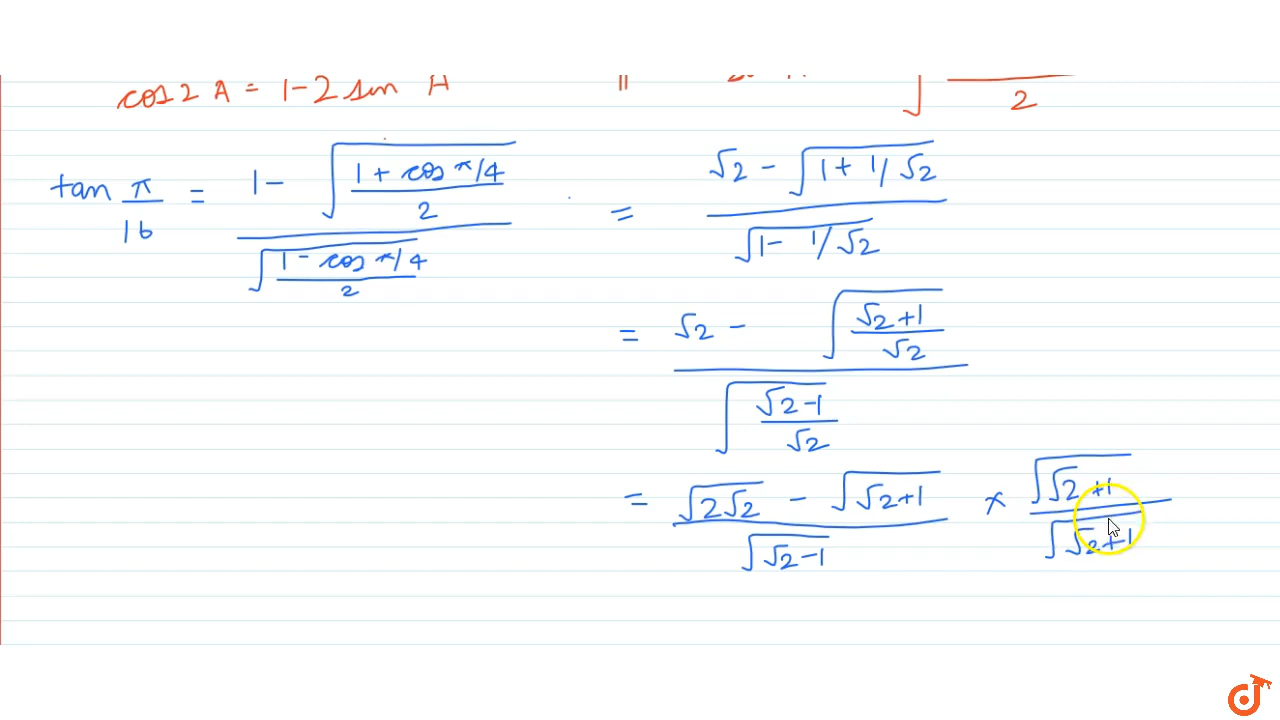 cos 2 A = 1 - 2 sin A
2
tan π/16 = (1 - √((1 + cos π/4)/2)) / √((1 - cos π/4)/2) = (√2 - √(1 + 1/√2)) / √(1 - 1/√2)
= (√2 - √((√2 + 1)/√2)) / √((√2 - 1)/√2)
= (√(2√2) - √(√2 + 1)) / √(√2 - 1) × √(√2 + 1) / √(√2 + 1)